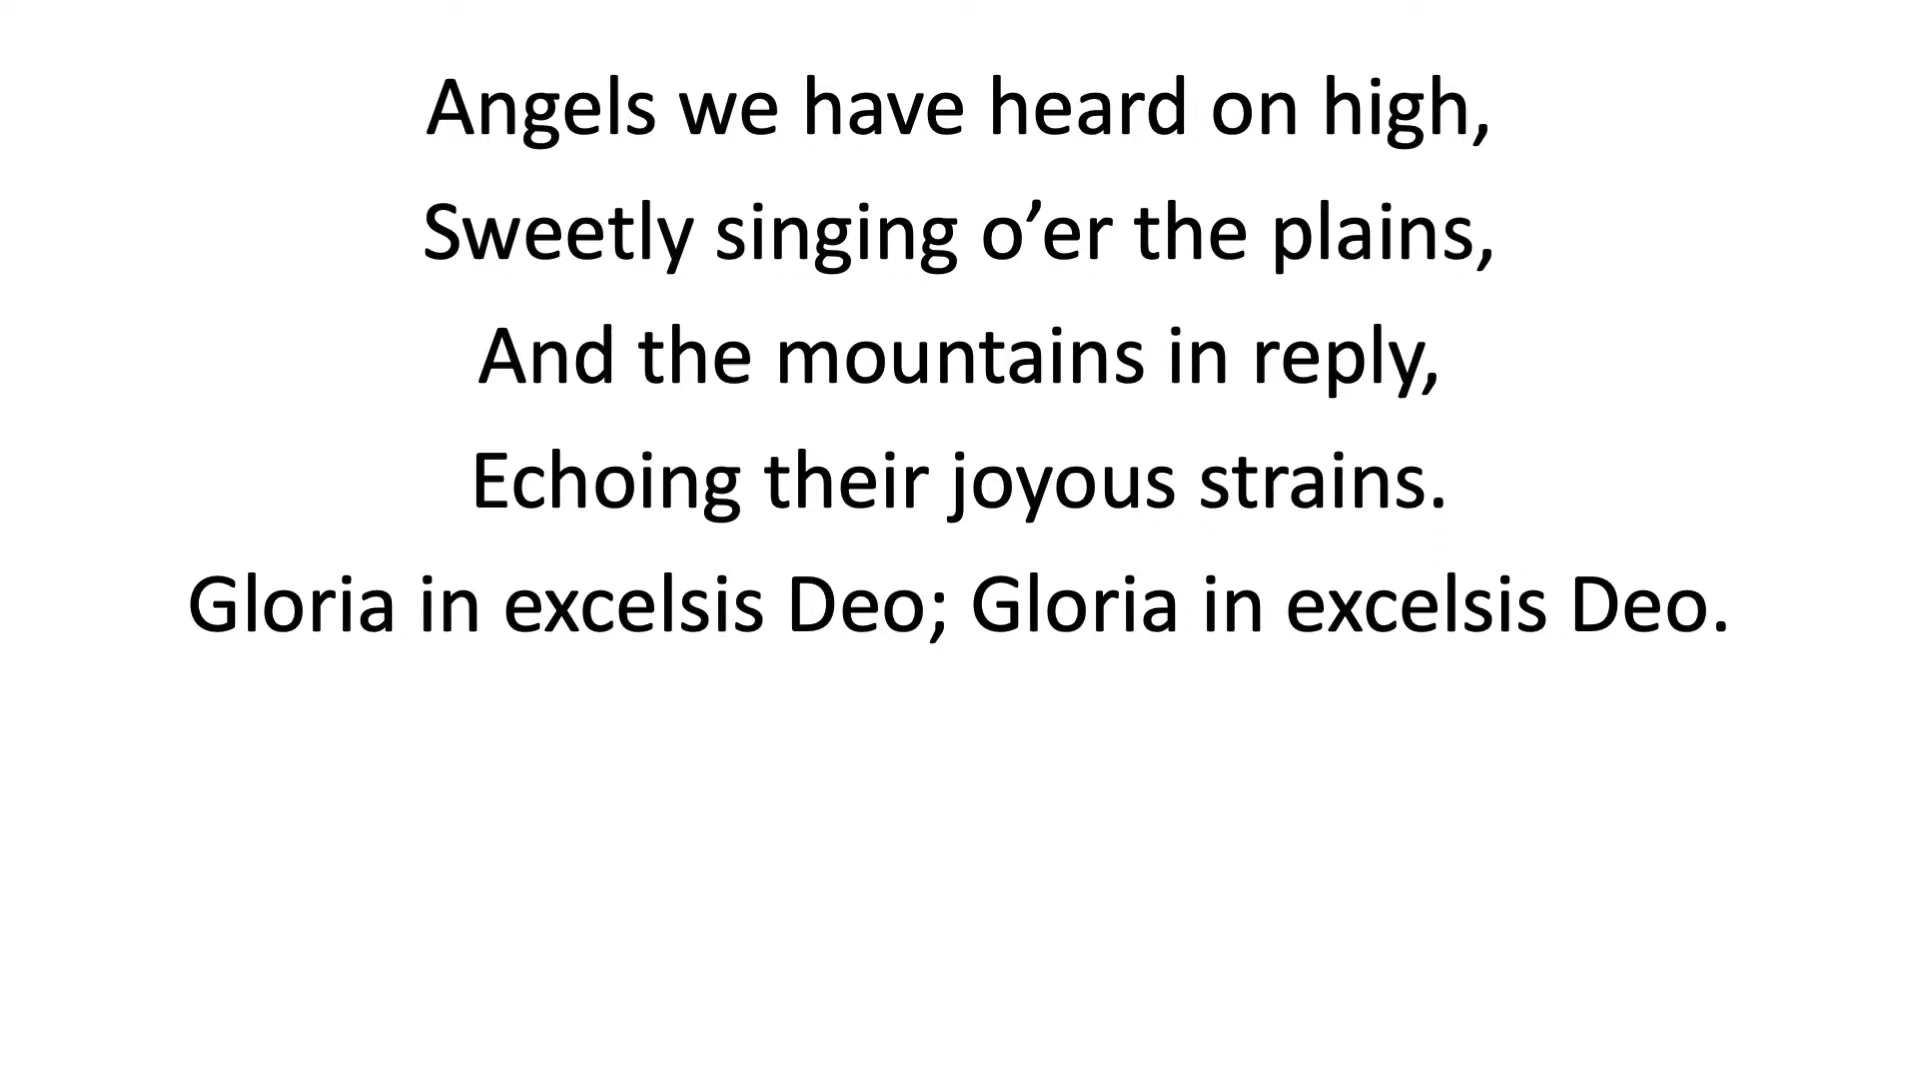 Angels we have heard on high,
Sweetly singing o’er the plains,
And the mountains in reply,
Echoing their joyous strains.
Gloria in excelsis Deo; Gloria in excelsis Deo.